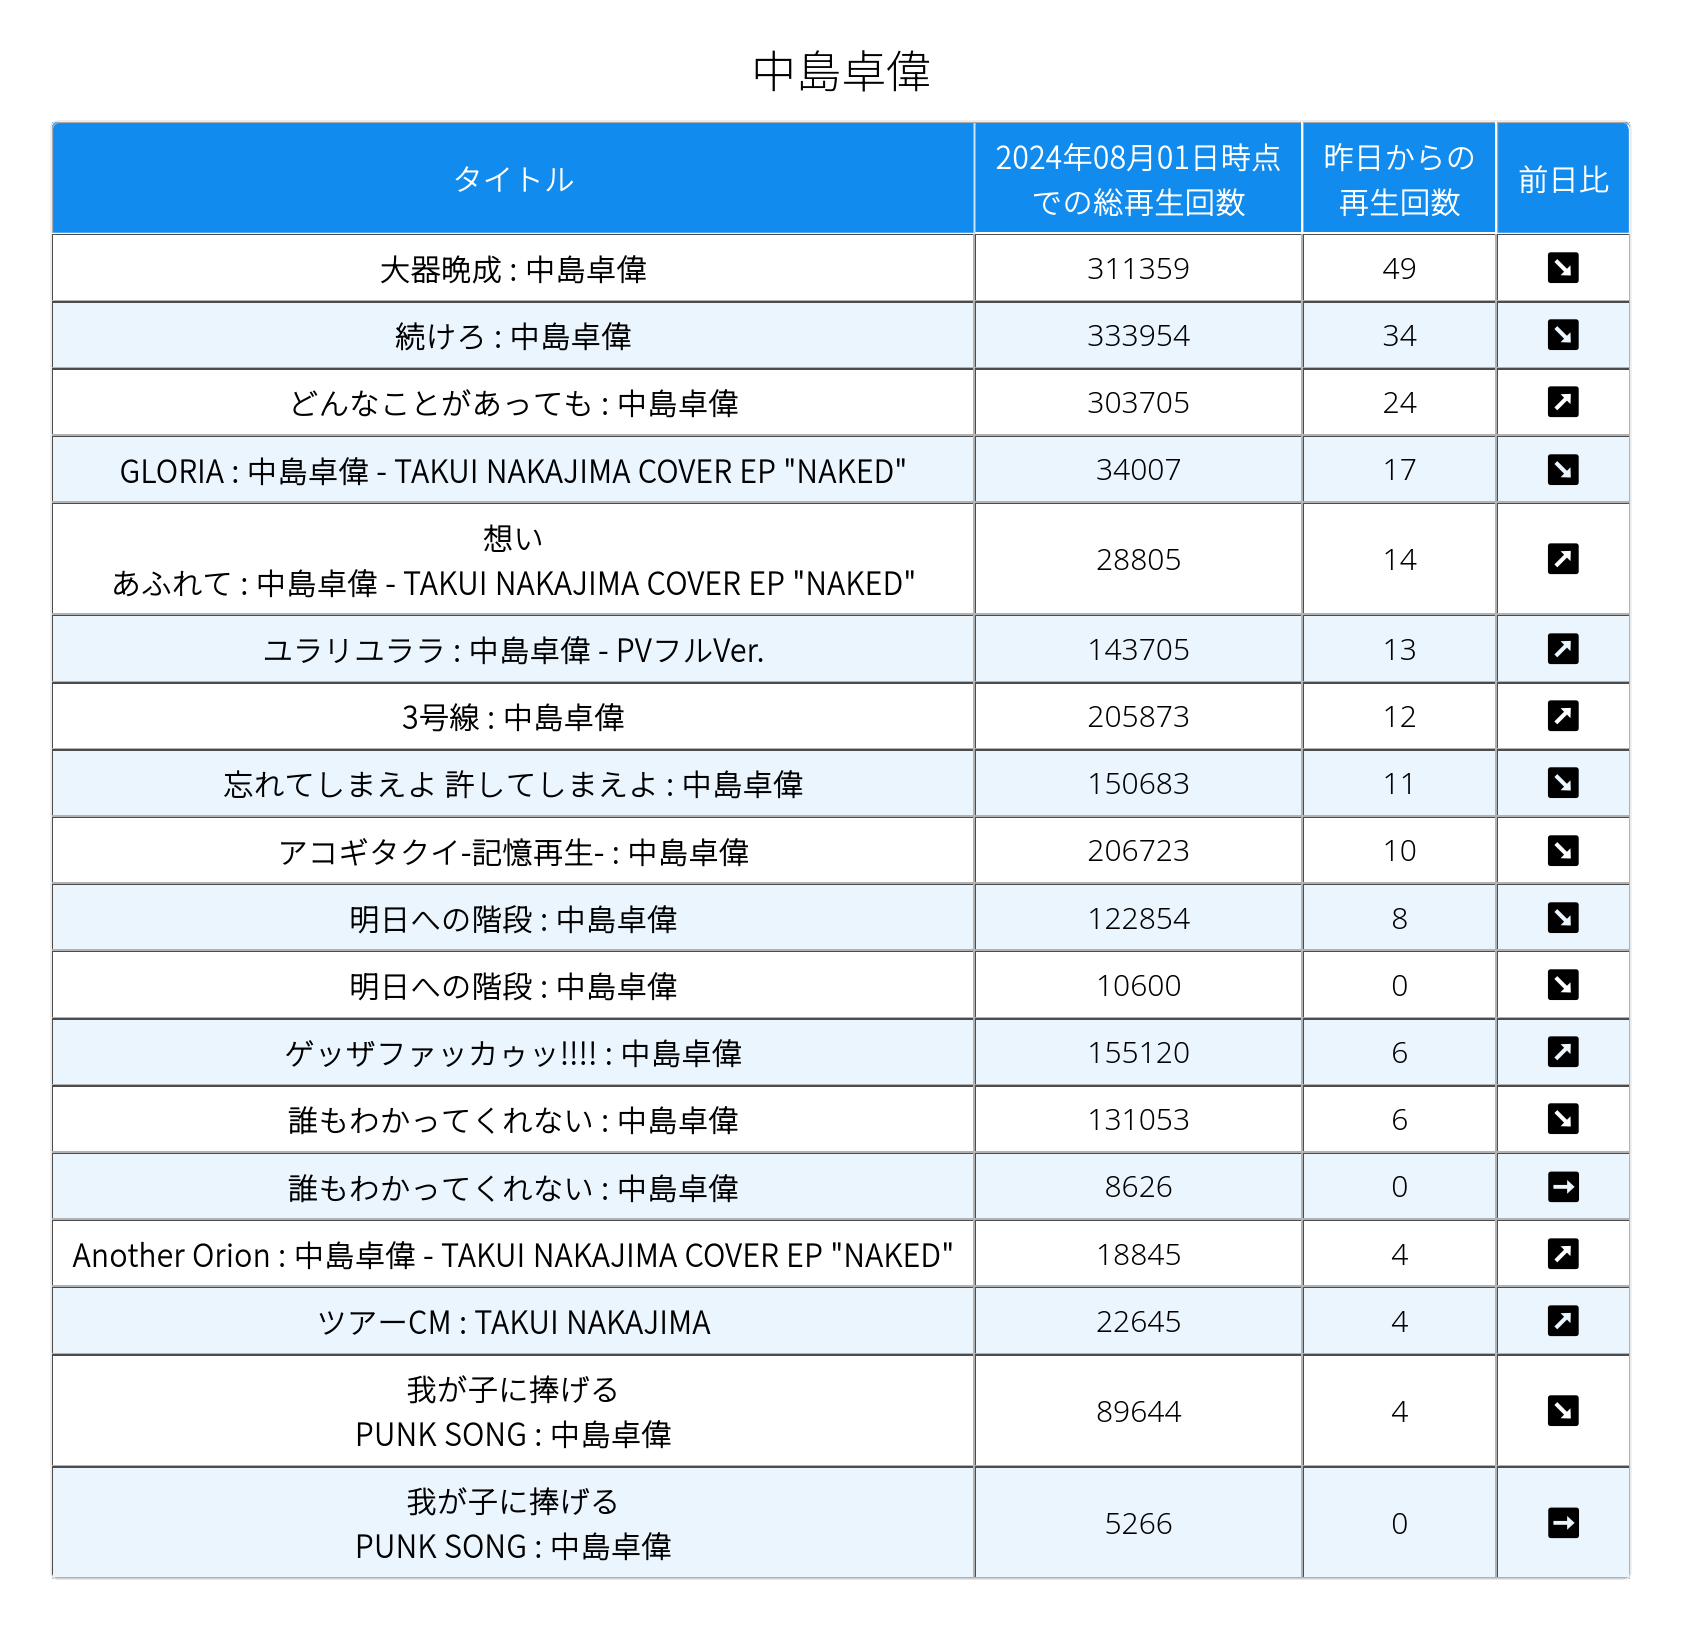 中島卓偉
タイトル
2024年08月01日時点
での総再生回数
昨日からの
再生回数
前日比
大器晩成 : 中島卓偉 311359 49 ↘
続けろ : 中島卓偉 333954 34 ↘
どんなことがあっても : 中島卓偉 303705 24 ↗
GLORIA : 中島卓偉 - TAKUI NAKAJIMA COVER EP "NAKED" 34007 17 ↘
想い
あふれて : 中島卓偉 - TAKUI NAKAJIMA COVER EP "NAKED" 28805 14 ↗
ユラリユララ : 中島卓偉 - PVフルVer. 143705 13 ↗
3号線 : 中島卓偉 205873 12 ↗
忘れてしまえよ 許してしまえよ : 中島卓偉 150683 11 ↘
アコギタクイ-記憶再生- : 中島卓偉 206723 10 ↘
明日への階段 : 中島卓偉 122854 8 ↘
明日への階段 : 中島卓偉 10600 0 ↘
ゲッザファッカゥッ!!!! : 中島卓偉 155120 6 ↗
誰もわかってくれない : 中島卓偉 131053 6 ↘
誰もわかってくれない : 中島卓偉 8626 0 →
Another Orion : 中島卓偉 - TAKUI NAKAJIMA COVER EP "NAKED" 18845 4 ↗
ツアーCM : TAKUI NAKAJIMA 22645 4 ↗
我が子に捧げる
PUNK SONG : 中島卓偉 89644 4 ↘
我が子に捧げる
PUNK SONG : 中島卓偉 5266 0 →